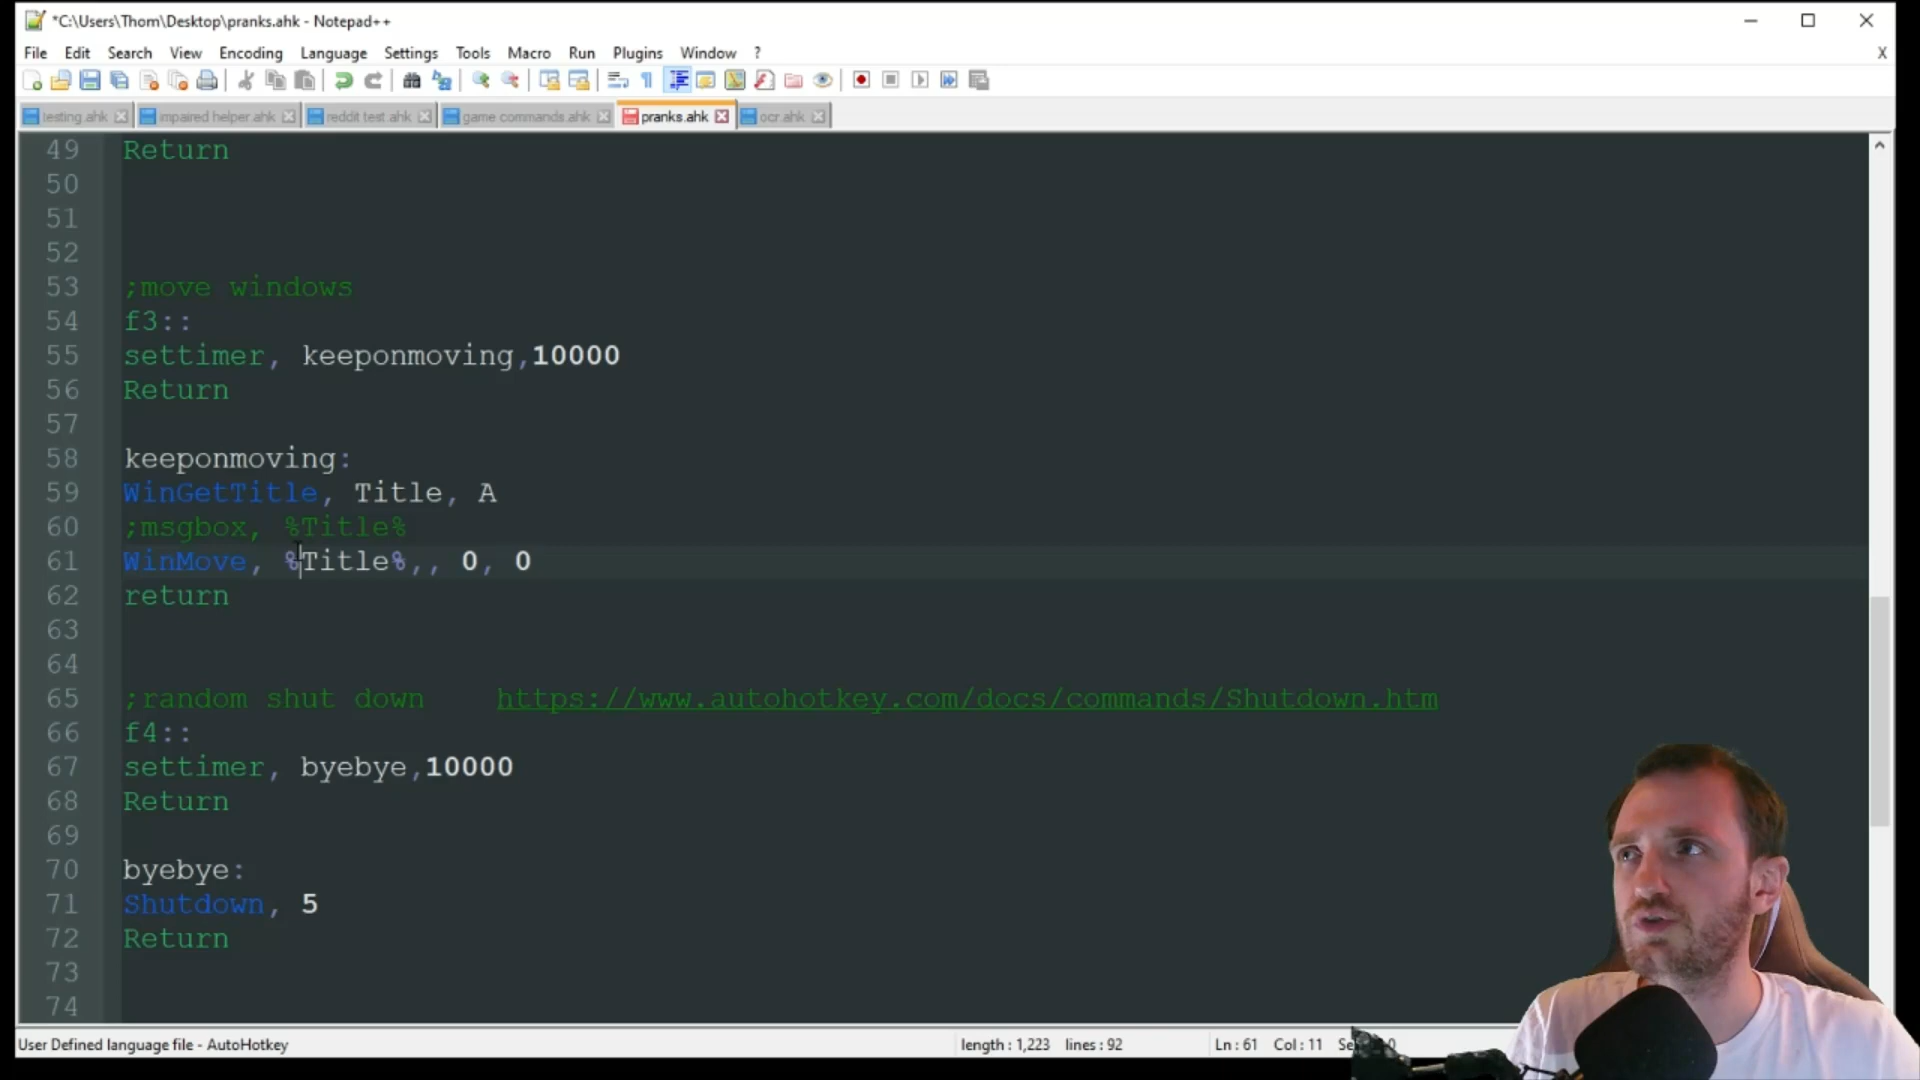 *C:\Users\Thom\Desktop\pranks.ahk - Notepad++
File Edit Search View Encoding Language Settings Tools Macro Run Plugins Window ? X
testing.ahk impaired helper.ahk reddit test.ahk game commands.ahk pranks.ahk ocr.ahk
49 Return
50
51
52
53 ;move windows
54 f3::
55 settimer, keeponmoving,10000
56 Return
57
58 keeponmoving:
59 WinGetTitle, Title, A
60 ;msgbox, %Title%
61 WinMove, %Title%,, 0, 0
62 return
63
64
65 ;random shut down https://www.autohotkey.com/docs/commands/Shutdown.htm
66 f4::
67 settimer, byebye,10000
68 Return
69
70 byebye:
71 Shutdown, 5
72 Return
73
74
User Defined language file - AutoHotkey length : 1,223 lines : 92 Ln : 61 Col : 11